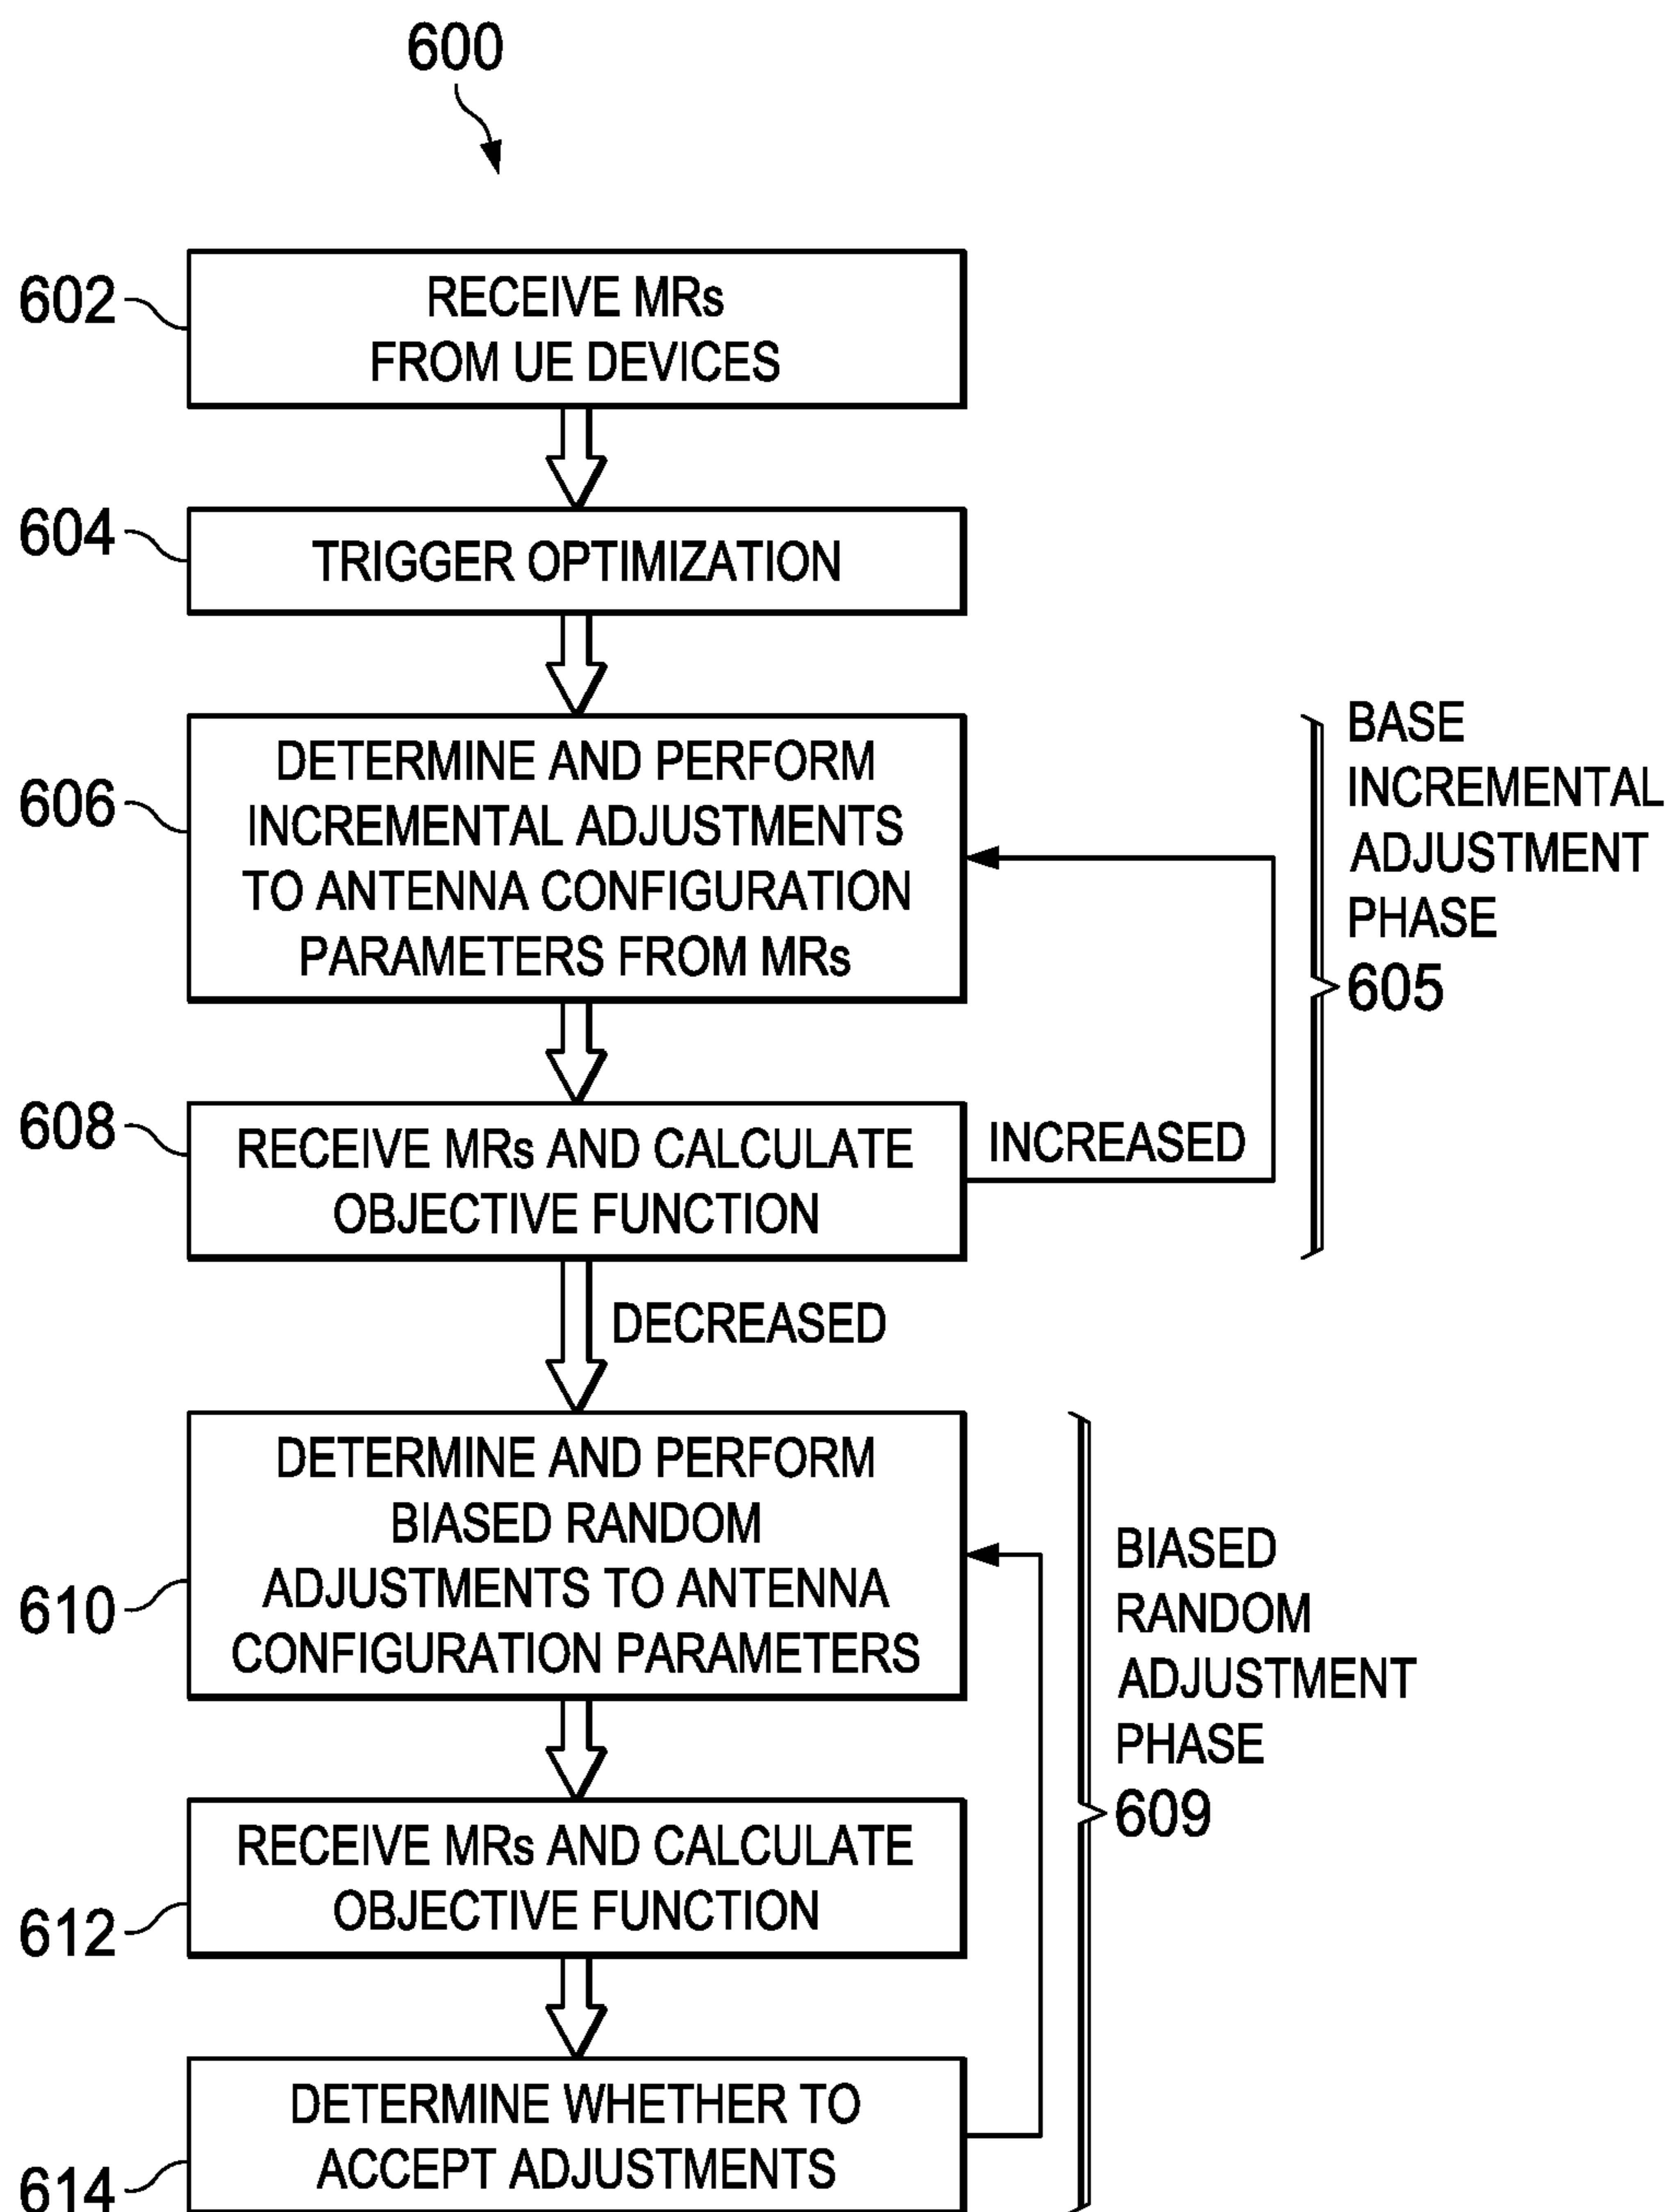 600
602
RECEIVE MRs
FROM UE DEVICES
604
TRIGGER OPTIMIZATION
606
DETERMINE AND PERFORM
INCREMENTAL ADJUSTMENTS
TO ANTENNA CONFIGURATION
PARAMETERS FROM MRs
BASE
INCREMENTAL
ADJUSTMENT
PHASE
605
608
RECEIVE MRs AND CALCULATE
OBJECTIVE FUNCTION
INCREASED
DECREASED
610
DETERMINE AND PERFORM
BIASED RANDOM
ADJUSTMENTS TO ANTENNA
CONFIGURATION PARAMETERS
BIASED
RANDOM
ADJUSTMENT
PHASE
609
612
RECEIVE MRs AND CALCULATE
OBJECTIVE FUNCTION
614
DETERMINE WHETHER TO
ACCEPT ADJUSTMENTS